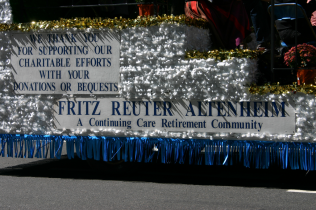 WE THANK YOU
FOR SUPPORTING OUR
CHARITABLE EFFORTS
WITH YOUR
DONATIONS OR BEQUESTS
FRITZ REUTER ALTENHEIM
A Continuing Care Retirement Community